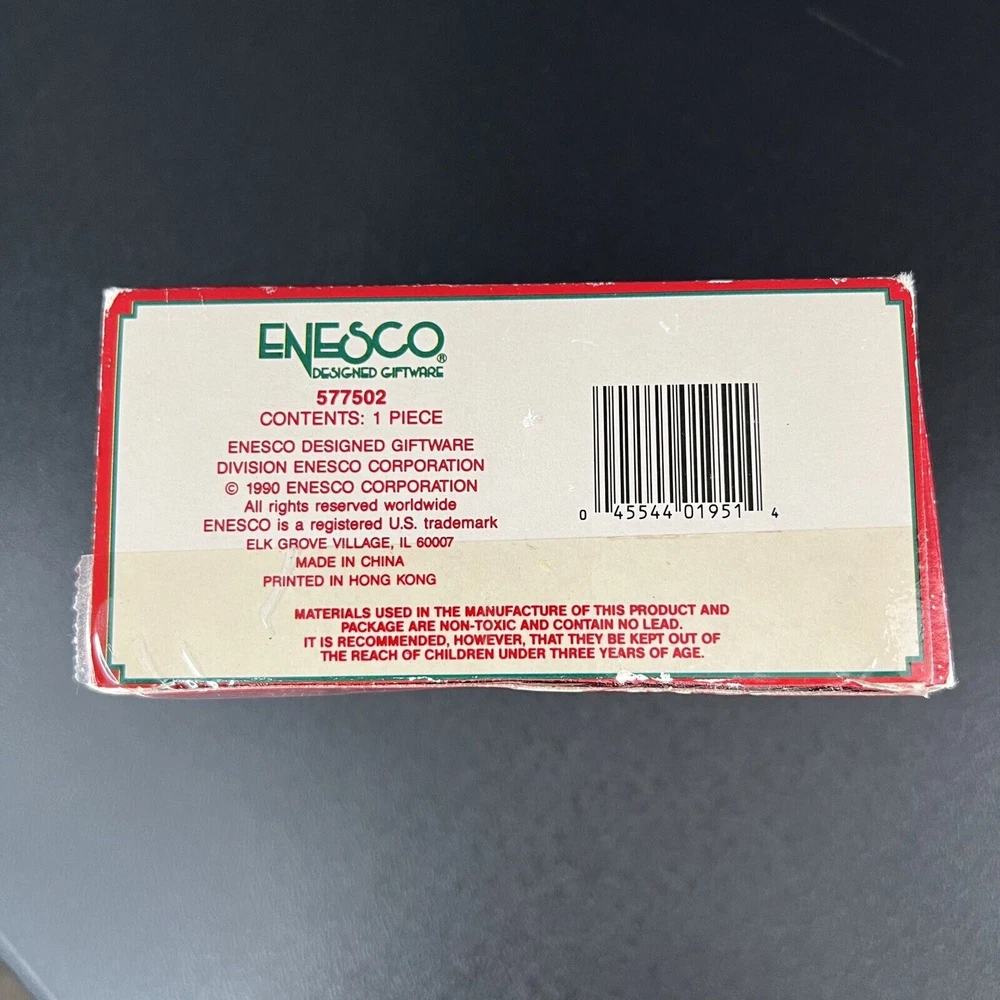 ENESCO®
DESIGNED GIFTWARE
577502
CONTENTS: 1 PIECE
ENESCO DESIGNED GIFTWARE
DIVISION ENESCO CORPORATION
© 1990 ENESCO CORPORATION
All rights reserved worldwide
ENESCO is a registered U.S. trademark
ELK GROVE VILLAGE, IL 60007
MADE IN CHINA
PRINTED IN HONG KONG
0 45544 01951 4
MATERIALS USED IN THE MANUFACTURE OF THIS PRODUCT AND
PACKAGE ARE NON-TOXIC AND CONTAIN NO LEAD.
IT IS RECOMMENDED, HOWEVER, THAT THEY BE KEPT OUT OF
THE REACH OF CHILDREN UNDER THREE YEARS OF AGE.